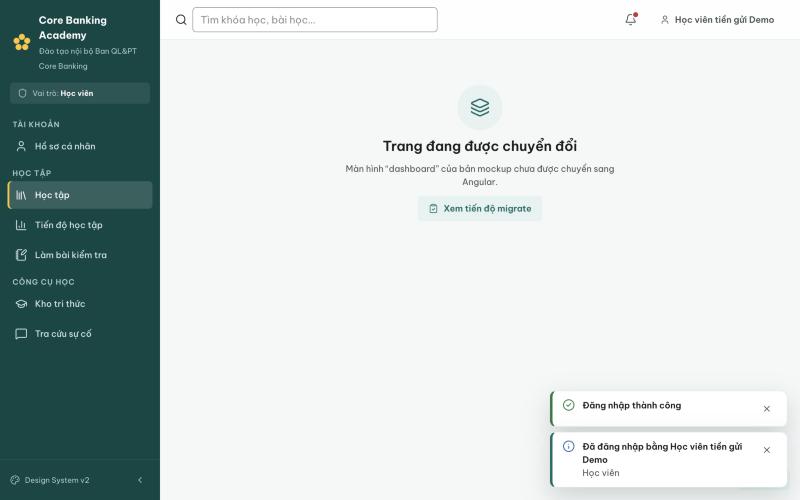 Core Banking
Academy
Đào tạo nội bộ Ban QL&PT
Core Banking
Vai trò: Học viên
TÀI KHOẢN
Hồ sơ cá nhân
HỌC TẬP
Học tập
Tiến độ học tập
Làm bài kiểm tra
CÔNG CỤ HỌC
Kho tri thức
Tra cứu sự cố
Design System v2
Tìm khóa học, bài học...
Học viên tiền gửi Demo
Trang đang được chuyển đổi
Màn hình “dashboard” của bản mockup chưa được chuyển sang
Angular.
Xem tiến độ migrate
Đăng nhập thành công
Đã đăng nhập bằng Học viên tiền gửi
Demo
Học viên